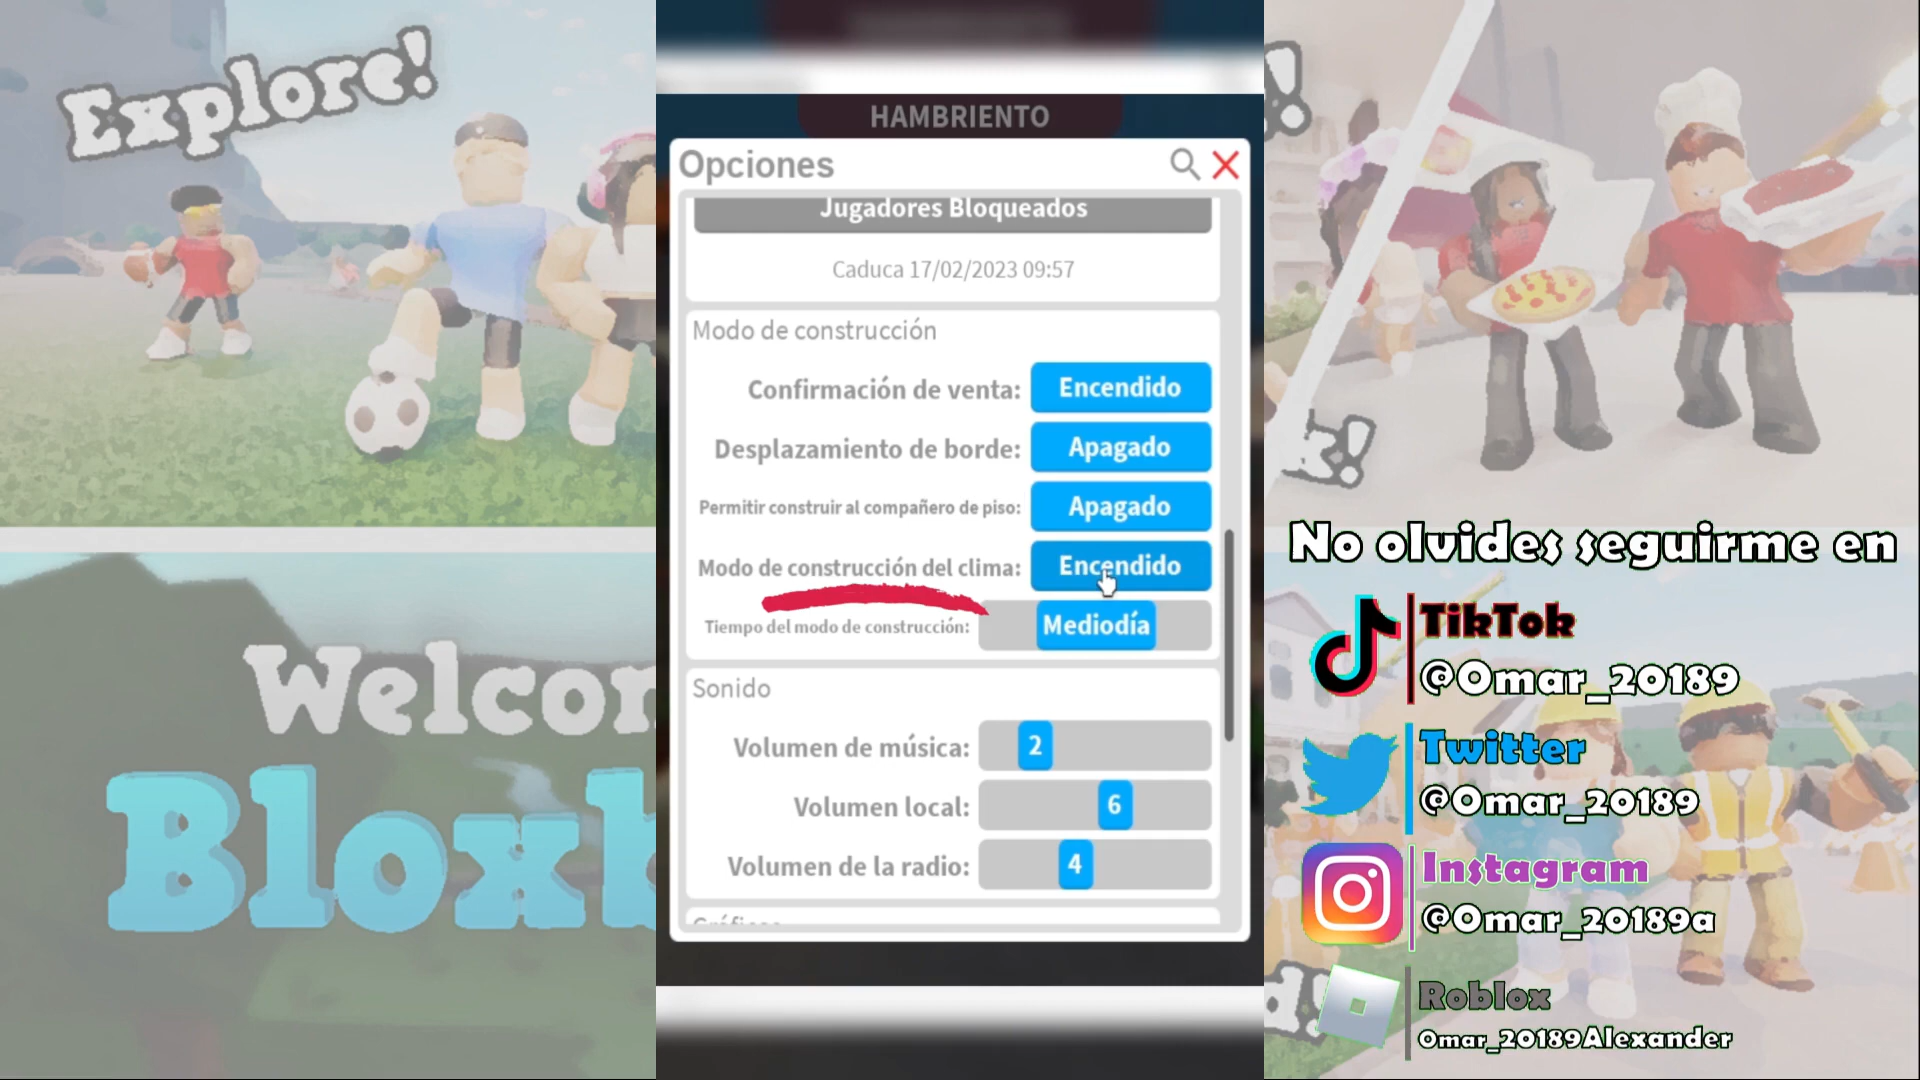 Explore!
Welcom
Bloxb
HAMBRIENTO
Opciones
Jugadores Bloqueados
Caduca 17/02/2023 09:57
Modo de construcción
Confirmación de venta: Encendido
Desplazamiento de borde: Apagado
Permitir construir al compañero de piso: Apagado
Modo de construcción del clima: Encendido
Tiempo del modo de construcción: Mediodía
Sonido
Volumen de música: 2
Volumen local: 6
Volumen de la radio: 4
Gráficos
No olvides seguirme en
TikTok
@Omar_20189
Twitter
@Omar_20189
Instagram
@Omar_20189a
Roblox
Omar_20189Alexander